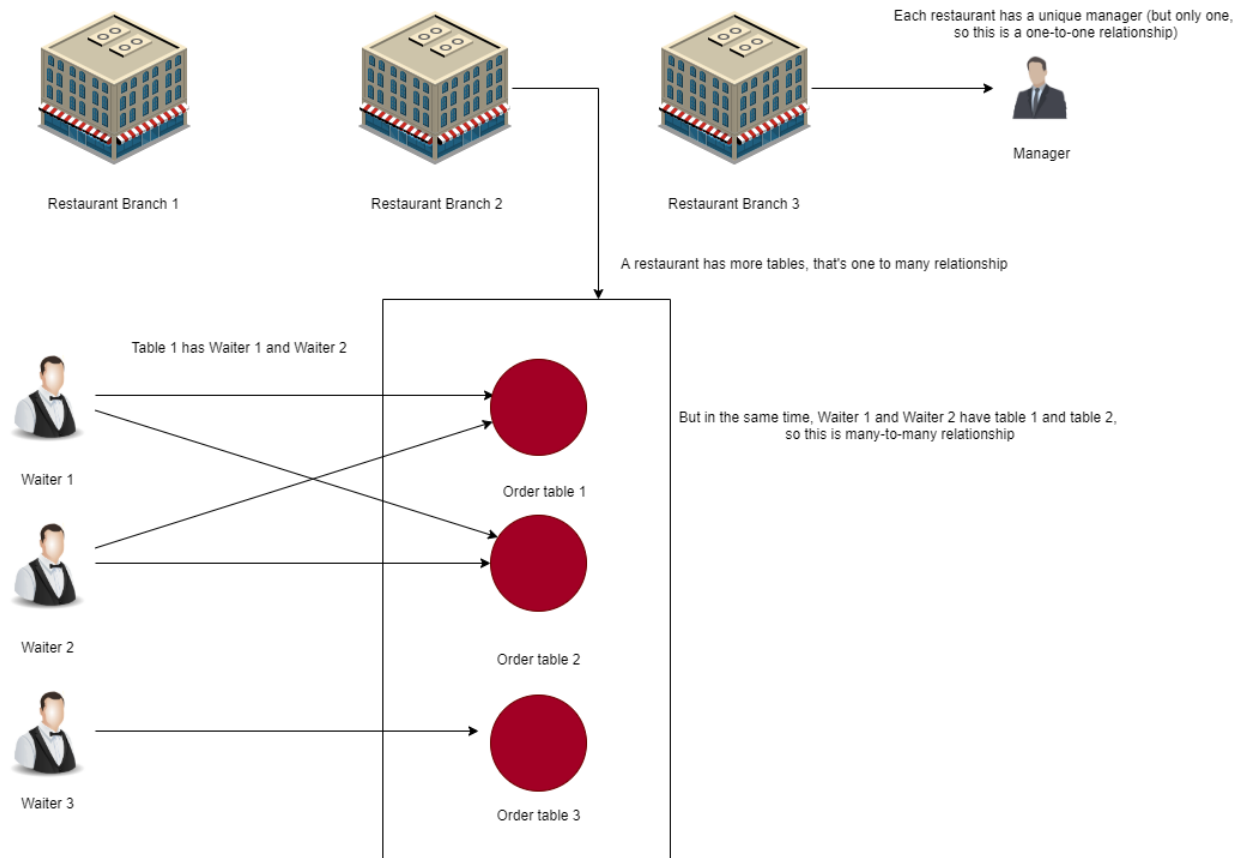 Each restaurant has a unique manager (but only one,
so this is a one-to-one relationship)
Manager
Restaurant Branch 1
Restaurant Branch 2
Restaurant Branch 3
A restaurant has more tables, that's one to many relationship
Table 1 has Waiter 1 and Waiter 2
But in the same time, Waiter 1 and Waiter 2 have table 1 and table 2,
so this is many-to-many relationship
Waiter 1
Order table 1
Waiter 2
Order table 2
Waiter 3
Order table 3